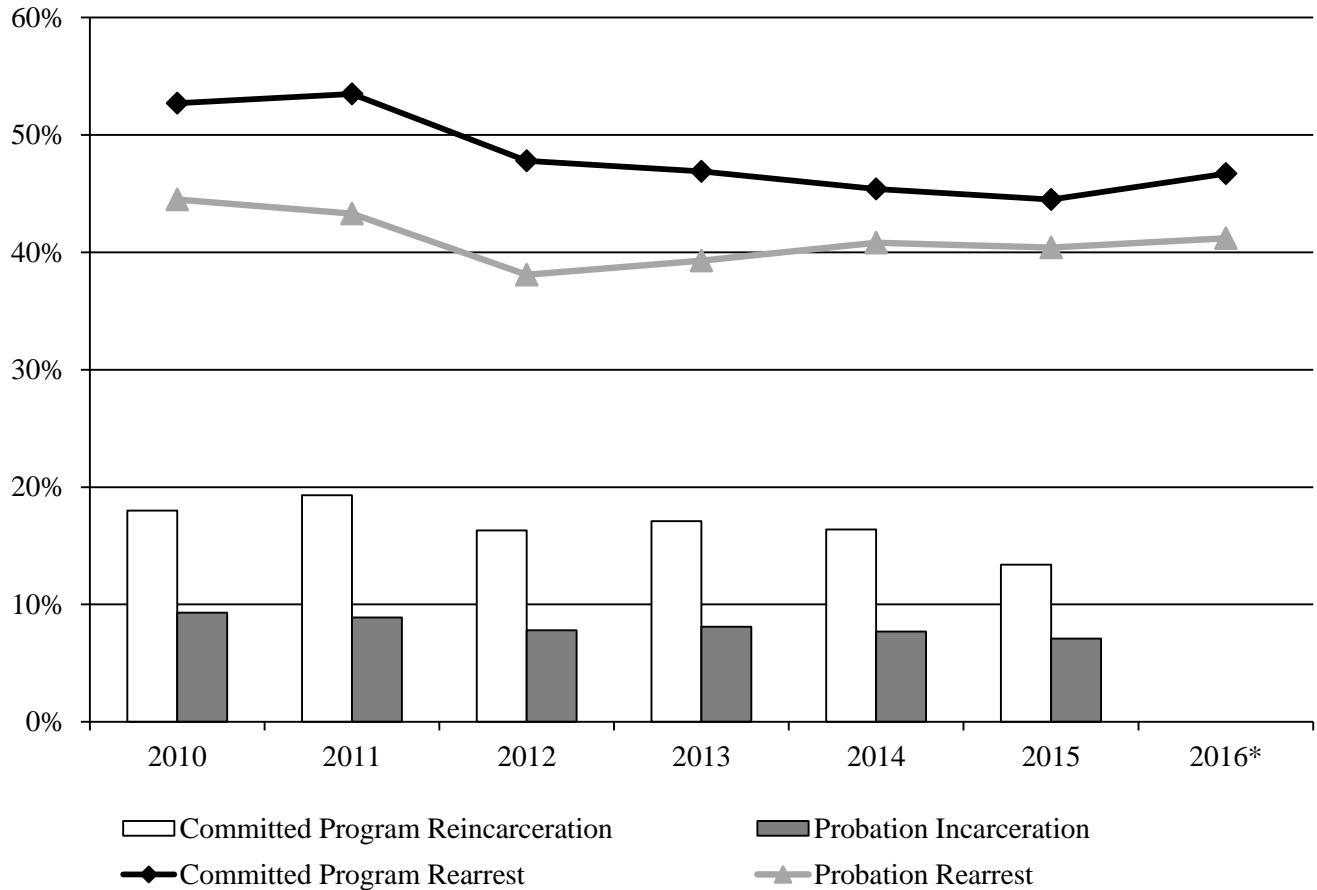 60%
50%
40%
30%
20%
10%
0%
2010 2011 2012 2013 2014 2015 2016*
Committed Program Reincarceration Probation Incarceration
Committed Program Rearrest Probation Rearrest